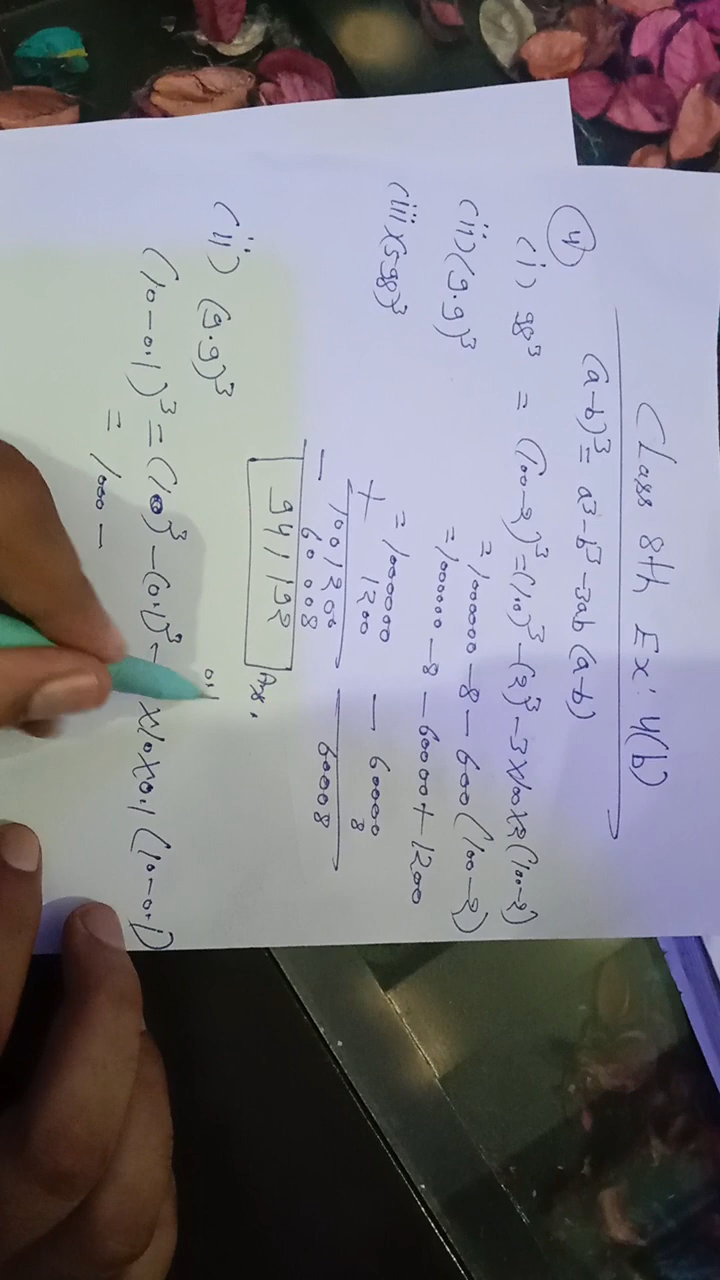 Class 8th Ex: 4(b)
(a-b)³ = a³-b³-3ab(a-b)
④
(i) 98³ = (100-2)³ = (100)³-(2)³-3×100×2(100-2)
= 1000000-8-600(100-2)
(ii) (9.9)³ = 1000000-8-60000+1200
(iii) (598)³ = 1000000 - 60000
+ 1200 8
1001200 60008
- 60008
941192 Ans.
(ii) (9.9)³
0.1
(10-0.1)³ = (10)³-(0.1)³- ×10×0.1(10-0.1)
= 1000 -